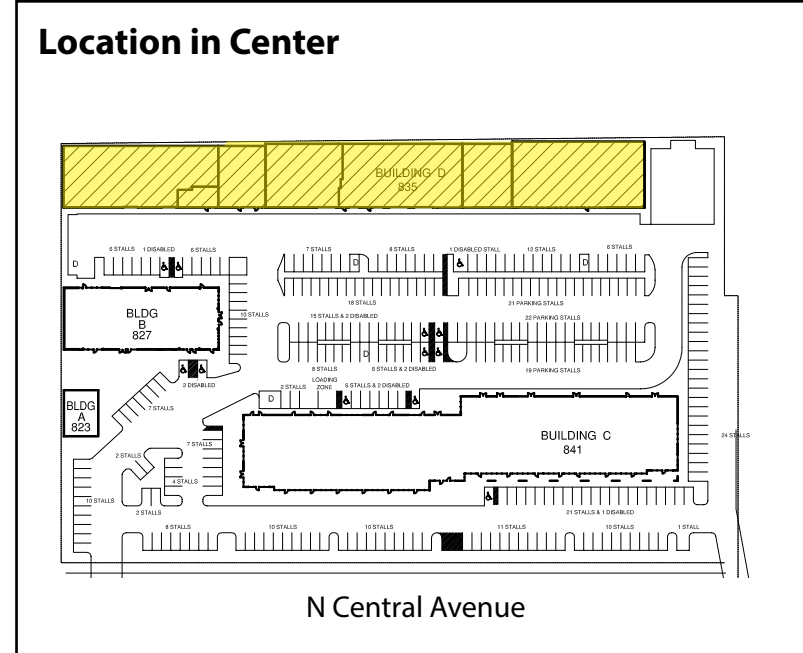 Location in Center
BUILDING D
835
6 STALLS
1 DISABLED
6 STALLS
7 STALLS
8 STALLS
1 DISABLED STALL
12 STALLS
6 STALLS
D
D
D
BLDG
B
827
10 STALLS
18 STALLS
21 PARKING STALLS
15 STALLS & 2 DISABLED
22 PARKING STALLS
D
8 STALLS
6 STALLS & 2 DISABLED
19 PARKING STALLS
2 DISABLED
2 STALLS
LOADING
ZONE
6 STALLS & 2 DISABLED
D
BLDG
A
823
7 STALLS
7 STALLS
BUILDING C
841
24 STALLS
2 STALLS
4 STALLS
10 STALLS
2 STALLS
21 STALLS & 1 DISABLED
8 STALLS
10 STALLS
10 STALLS
11 STALLS
10 STALLS
1 STALL
N Central Avenue